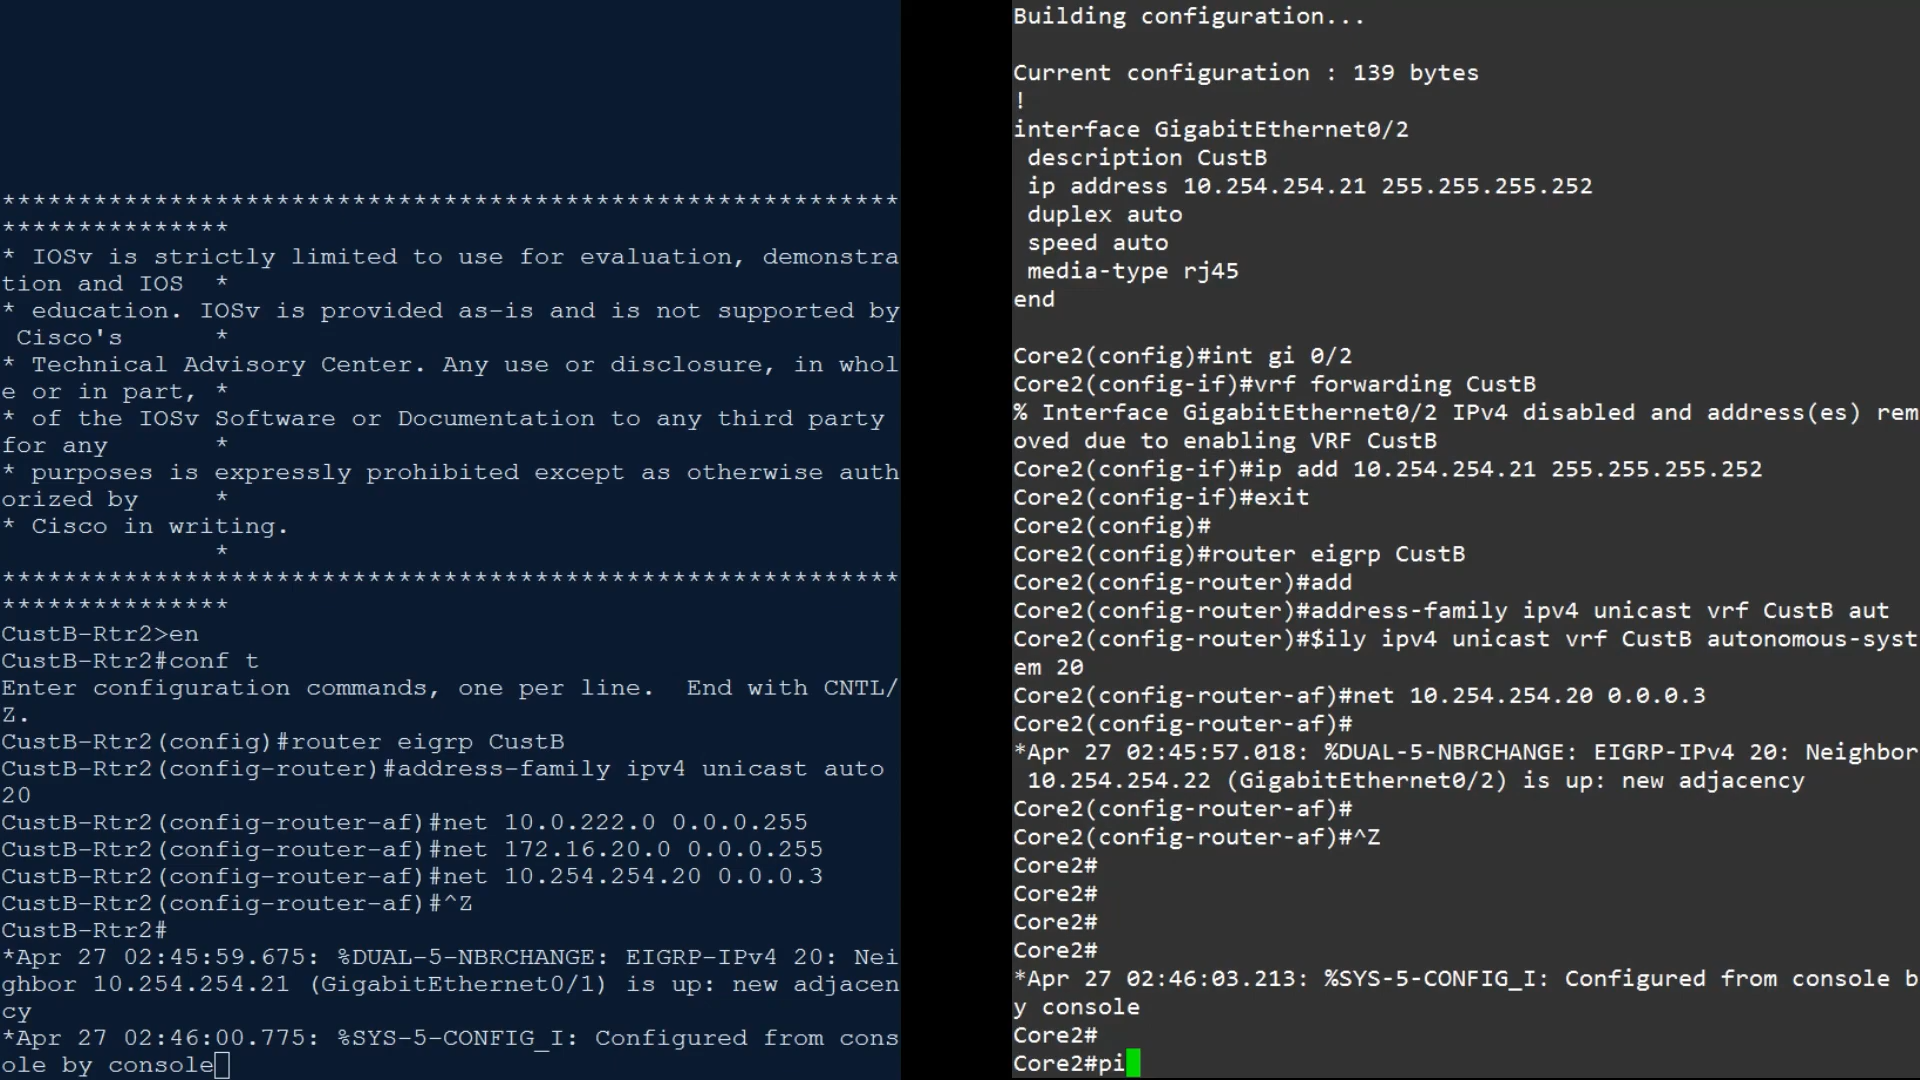 ***********************************************************
***************
* IOSv is strictly limited to use for evaluation, demonstra
tion and IOS  *
* education. IOSv is provided as-is and is not supported by
 Cisco's      *
* Technical Advisory Center. Any use or disclosure, in whol
e or in part, *
* of the IOSv Software or Documentation to any third party
for any       *
* purposes is expressly prohibited except as otherwise auth
orized by     *
* Cisco in writing.
              *
***********************************************************
***************
CustB-Rtr2>en
CustB-Rtr2#conf t
Enter configuration commands, one per line.  End with CNTL/
Z.
CustB-Rtr2(config)#router eigrp CustB
CustB-Rtr2(config-router)#address-family ipv4 unicast auto
20
CustB-Rtr2(config-router-af)#net 10.0.222.0 0.0.0.255
CustB-Rtr2(config-router-af)#net 172.16.20.0 0.0.0.255
CustB-Rtr2(config-router-af)#net 10.254.254.20 0.0.0.3
CustB-Rtr2(config-router-af)#^Z
CustB-Rtr2#
*Apr 27 02:45:59.675: %DUAL-5-NBRCHANGE: EIGRP-IPv4 20: Nei
ghbor 10.254.254.21 (GigabitEthernet0/1) is up: new adjacen
cy
*Apr 27 02:46:00.775: %SYS-5-CONFIG_I: Configured from cons
ole by console
Building configuration...
Current configuration : 139 bytes
!
interface GigabitEthernet0/2
 description CustB
 ip address 10.254.254.21 255.255.255.252
 duplex auto
 speed auto
 media-type rj45
end
Core2(config)#int gi 0/2
Core2(config-if)#vrf forwarding CustB
% Interface GigabitEthernet0/2 IPv4 disabled and address(es) rem
oved due to enabling VRF CustB
Core2(config-if)#ip add 10.254.254.21 255.255.255.252
Core2(config-if)#exit
Core2(config)#
Core2(config)#router eigrp CustB
Core2(config-router)#add
Core2(config-router)#address-family ipv4 unicast vrf CustB aut
Core2(config-router)#$ily ipv4 unicast vrf CustB autonomous-syst
em 20
Core2(config-router-af)#net 10.254.254.20 0.0.0.3
Core2(config-router-af)#
*Apr 27 02:45:57.018: %DUAL-5-NBRCHANGE: EIGRP-IPv4 20: Neighbor
 10.254.254.22 (GigabitEthernet0/2) is up: new adjacency
Core2(config-router-af)#
Core2(config-router-af)#^Z
Core2#
Core2#
Core2#
Core2#
*Apr 27 02:46:03.213: %SYS-5-CONFIG_I: Configured from console b
y console
Core2#
Core2#pi